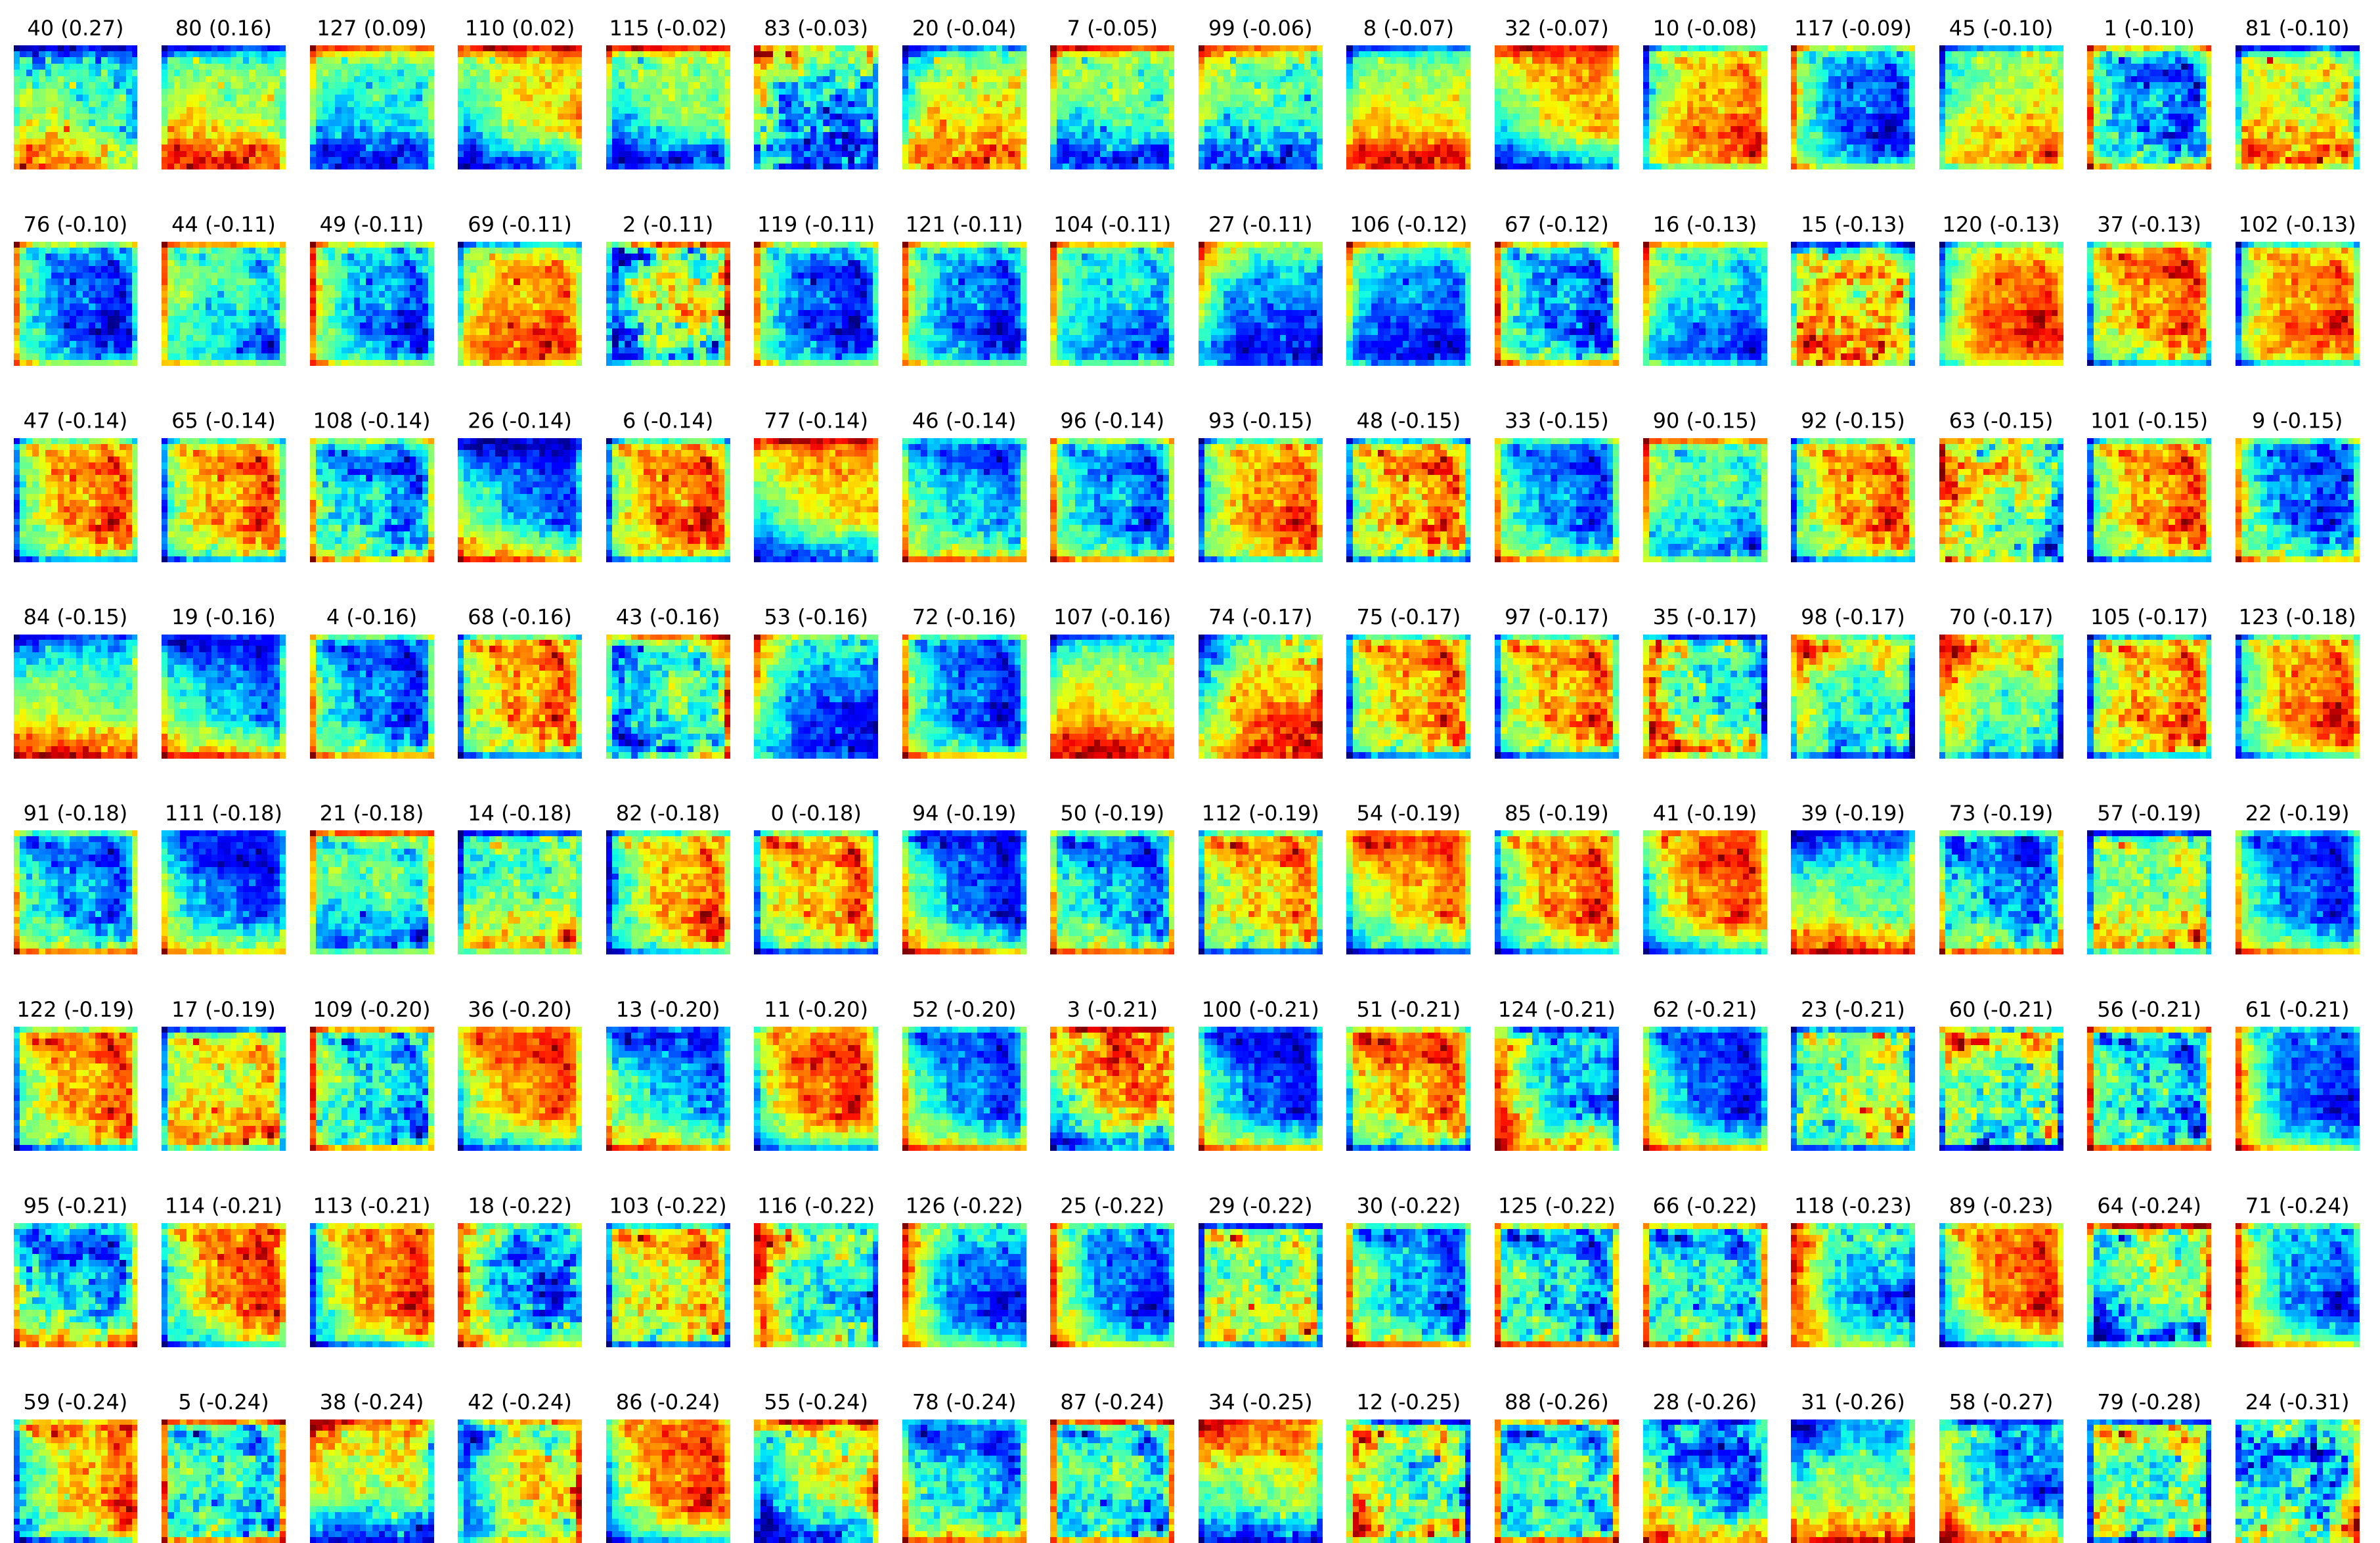 40 (0.27) 80 (0.16) 127 (0.09) 110 (0.02) 115 (-0.02) 83 (-0.03) 20 (-0.04) 7 (-0.05) 99 (-0.06) 8 (-0.07) 32 (-0.07) 10 (-0.08) 117 (-0.09) 45 (-0.10) 1 (-0.10) 81 (-0.10)
76 (-0.10) 44 (-0.11) 49 (-0.11) 69 (-0.11) 2 (-0.11) 119 (-0.11) 121 (-0.11) 104 (-0.11) 27 (-0.11) 106 (-0.12) 67 (-0.12) 16 (-0.13) 15 (-0.13) 120 (-0.13) 37 (-0.13) 102 (-0.13)
47 (-0.14) 65 (-0.14) 108 (-0.14) 26 (-0.14) 6 (-0.14) 77 (-0.14) 46 (-0.14) 96 (-0.14) 93 (-0.15) 48 (-0.15) 33 (-0.15) 90 (-0.15) 92 (-0.15) 63 (-0.15) 101 (-0.15) 9 (-0.15)
84 (-0.15) 19 (-0.16) 4 (-0.16) 68 (-0.16) 43 (-0.16) 53 (-0.16) 72 (-0.16) 107 (-0.16) 74 (-0.17) 75 (-0.17) 97 (-0.17) 35 (-0.17) 98 (-0.17) 70 (-0.17) 105 (-0.17) 123 (-0.18)
91 (-0.18) 111 (-0.18) 21 (-0.18) 14 (-0.18) 82 (-0.18) 0 (-0.18) 94 (-0.19) 50 (-0.19) 112 (-0.19) 54 (-0.19) 85 (-0.19) 41 (-0.19) 39 (-0.19) 73 (-0.19) 57 (-0.19) 22 (-0.19)
122 (-0.19) 17 (-0.19) 109 (-0.20) 36 (-0.20) 13 (-0.20) 11 (-0.20) 52 (-0.20) 3 (-0.21) 100 (-0.21) 51 (-0.21) 124 (-0.21) 62 (-0.21) 23 (-0.21) 60 (-0.21) 56 (-0.21) 61 (-0.21)
95 (-0.21) 114 (-0.21) 113 (-0.21) 18 (-0.22) 103 (-0.22) 116 (-0.22) 126 (-0.22) 25 (-0.22) 29 (-0.22) 30 (-0.22) 125 (-0.22) 66 (-0.22) 118 (-0.23) 89 (-0.23) 64 (-0.24) 71 (-0.24)
59 (-0.24) 5 (-0.24) 38 (-0.24) 42 (-0.24) 86 (-0.24) 55 (-0.24) 78 (-0.24) 87 (-0.24) 34 (-0.25) 12 (-0.25) 88 (-0.26) 28 (-0.26) 31 (-0.26) 58 (-0.27) 79 (-0.28) 24 (-0.31)